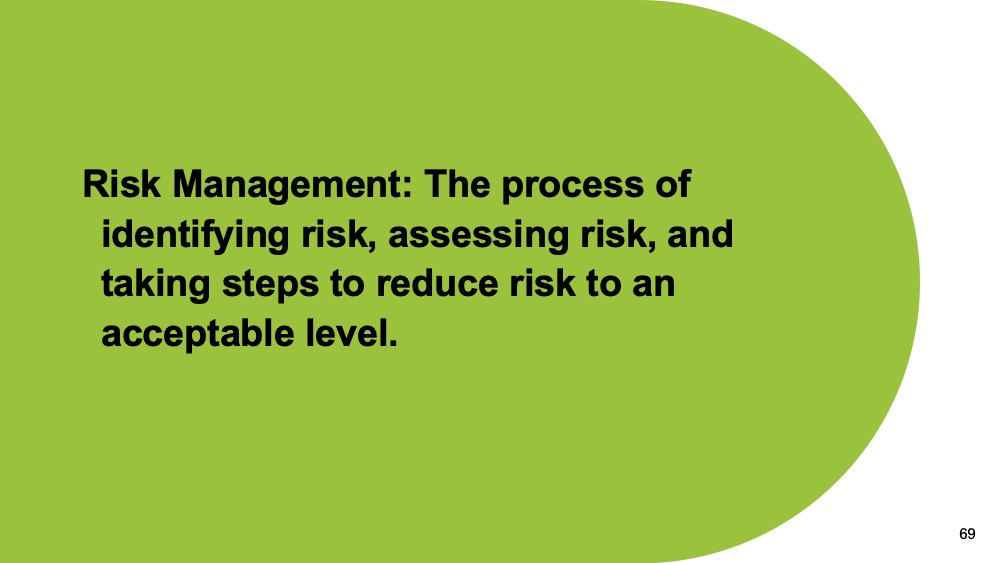 Risk Management: The process of
identifying risk, assessing risk, and
taking steps to reduce risk to an
acceptable level.
69